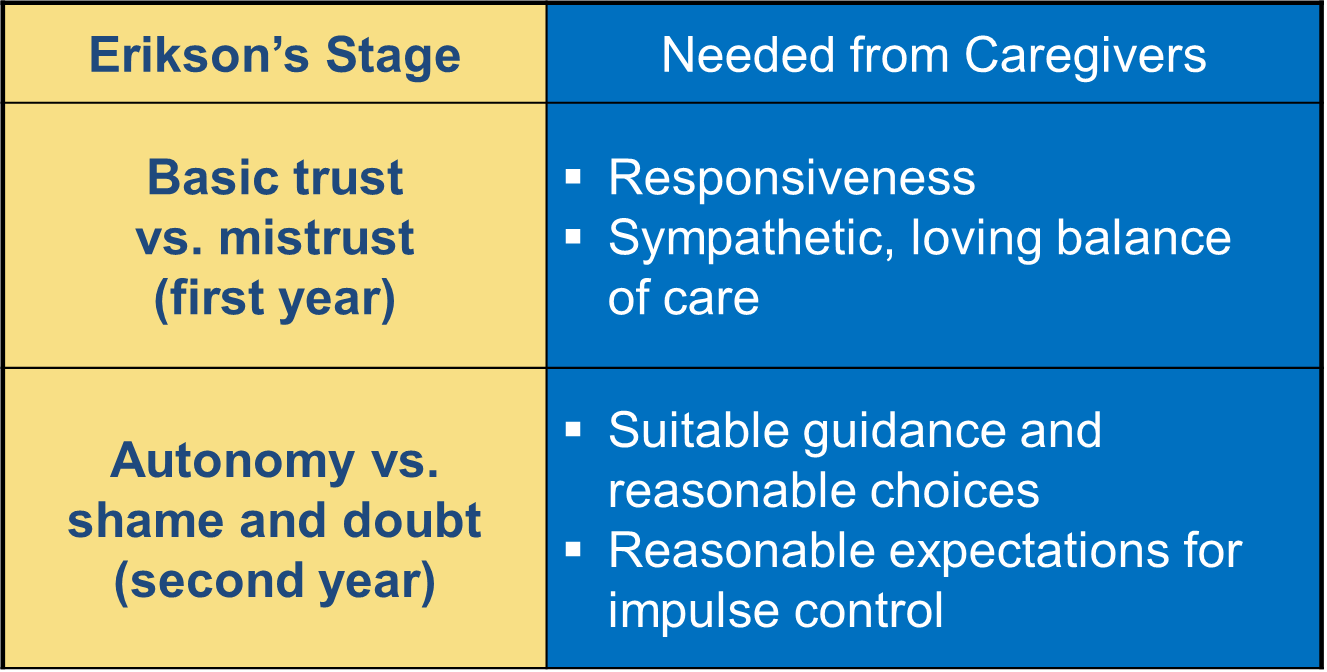 Erikson’s Stage
Needed from Caregivers
Basic trust
vs. mistrust
(first year)
▪ Responsiveness
▪ Sympathetic, loving balance
of care
Autonomy vs.
shame and doubt
(second year)
▪ Suitable guidance and
reasonable choices
▪ Reasonable expectations for
impulse control